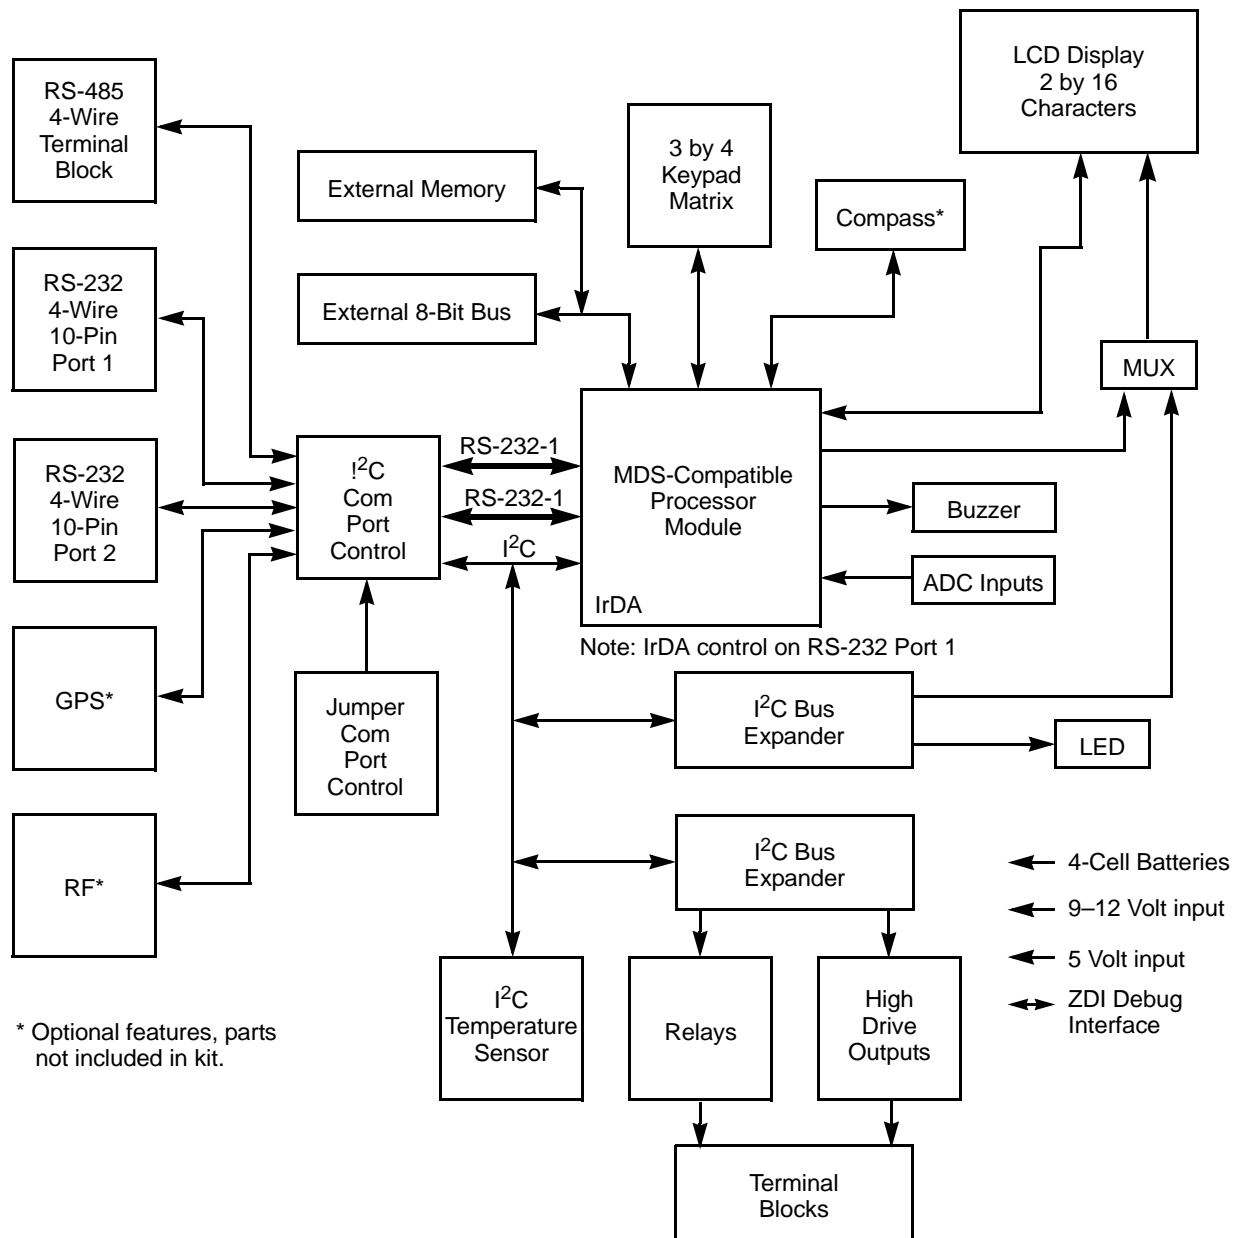 RS-485
4-Wire
Terminal
Block
LCD Display
2 by 16
Characters
3 by 4
Keypad
Matrix
External Memory
Compass*
RS-232
4-Wire
10-Pin
Port 1
External 8-Bit Bus
MUX
RS-232
4-Wire
10-Pin
Port 2
!²C
Com
Port
Control
RS-232-1
RS-232-1
I²C
MDS-Compatible
Processor
Module
IrDA
Buzzer
ADC Inputs
Note: IrDA control on RS-232 Port 1
GPS*
Jumper
Com
Port
Control
I²C Bus
Expander
LED
RF*
I²C Bus
Expander
4-Cell Batteries
9–12 Volt input
5 Volt input
ZDI Debug
Interface
* Optional features, parts
not included in kit.
I²C
Temperature
Sensor
Relays
High
Drive
Outputs
Terminal
Blocks